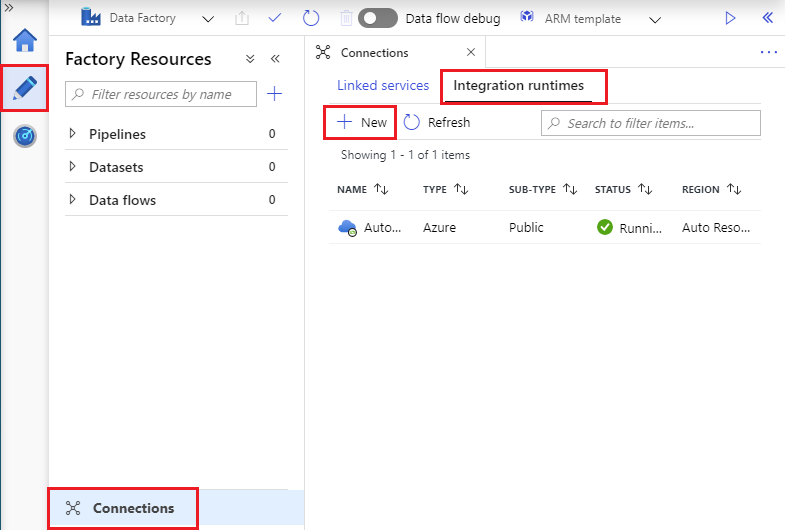 Data Factory
Data flow debug
ARM template
Factory Resources
Connections
Filter resources by name
Linked services
Integration runtimes
New
Refresh
Search to filter items...
Pipelines 0
Datasets 0
Data flows 0
Showing 1 - 1 of 1 items
NAME TYPE SUB-TYPE STATUS REGION
Auto... Azure Public Runni... Auto Reso...
Connections